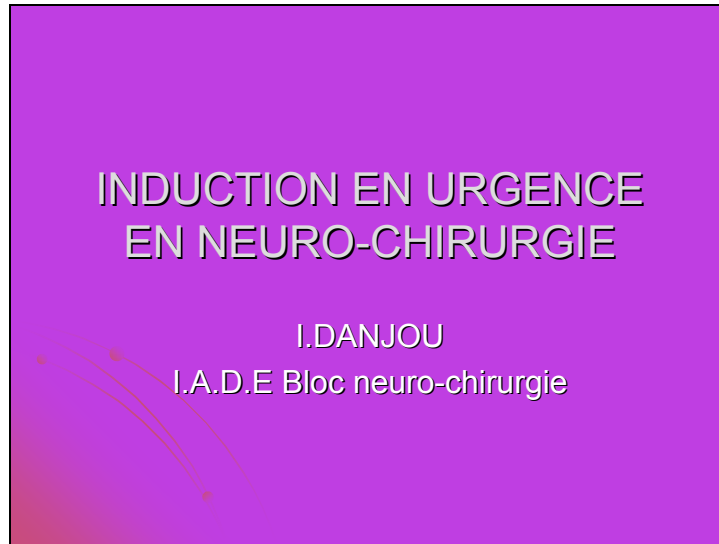 INDUCTION EN URGENCE
EN NEURO-CHIRURGIE
I.DANJOU
I.A.D.E Bloc neuro-chirurgie